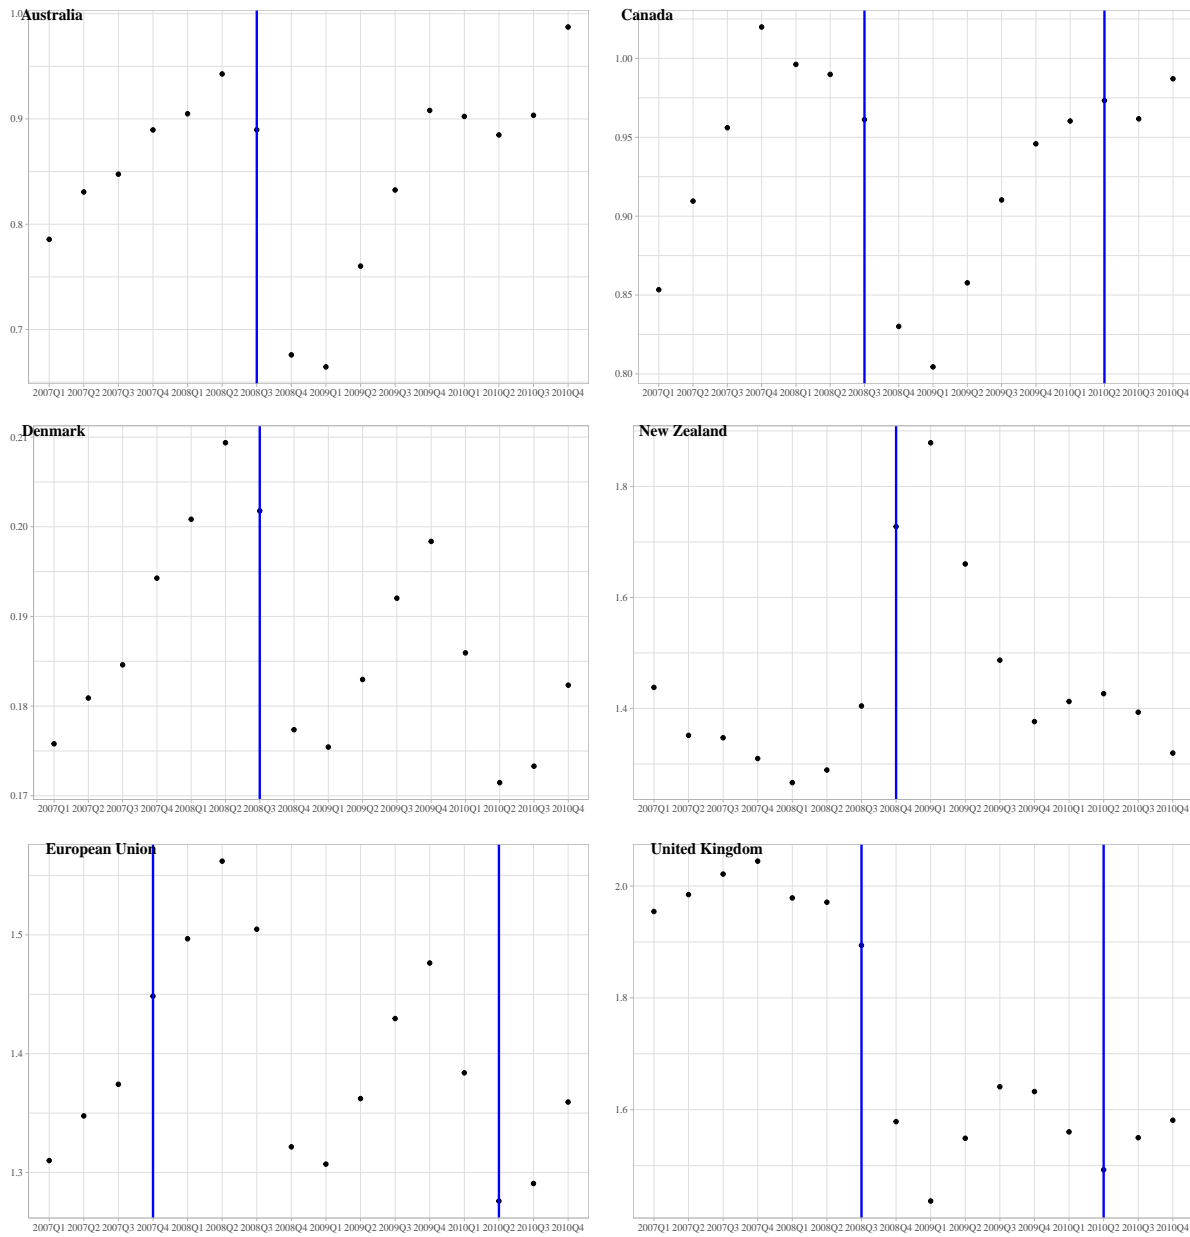 Australia
1.0
0.9
0.8
0.7
2007Q1 2007Q2 2007Q3 2007Q4 2008Q1 2008Q2 2008Q3 2008Q4 2009Q1 2009Q2 2009Q3 2009Q4 2010Q1 2010Q2 2010Q3 2010Q4
Canada
1.00
0.95
0.90
0.85
0.80
2007Q1 2007Q2 2007Q3 2007Q4 2008Q1 2008Q2 2008Q3 2008Q4 2009Q1 2009Q2 2009Q3 2009Q4 2010Q1 2010Q2 2010Q3 2010Q4
Denmark
0.21
0.20
0.19
0.18
0.17
2007Q1 2007Q2 2007Q3 2007Q4 2008Q1 2008Q2 2008Q3 2008Q4 2009Q1 2009Q2 2009Q3 2009Q4 2010Q1 2010Q2 2010Q3 2010Q4
New Zealand
1.8
1.6
1.4
2007Q1 2007Q2 2007Q3 2007Q4 2008Q1 2008Q2 2008Q3 2008Q4 2009Q1 2009Q2 2009Q3 2009Q4 2010Q1 2010Q2 2010Q3 2010Q4
European Union
1.5
1.4
1.3
2007Q1 2007Q2 2007Q3 2007Q4 2008Q1 2008Q2 2008Q3 2008Q4 2009Q1 2009Q2 2009Q3 2009Q4 2010Q1 2010Q2 2010Q3 2010Q4
United Kingdom
2.0
1.8
1.6
2007Q1 2007Q2 2007Q3 2007Q4 2008Q1 2008Q2 2008Q3 2008Q4 2009Q1 2009Q2 2009Q3 2009Q4 2010Q1 2010Q2 2010Q3 2010Q4